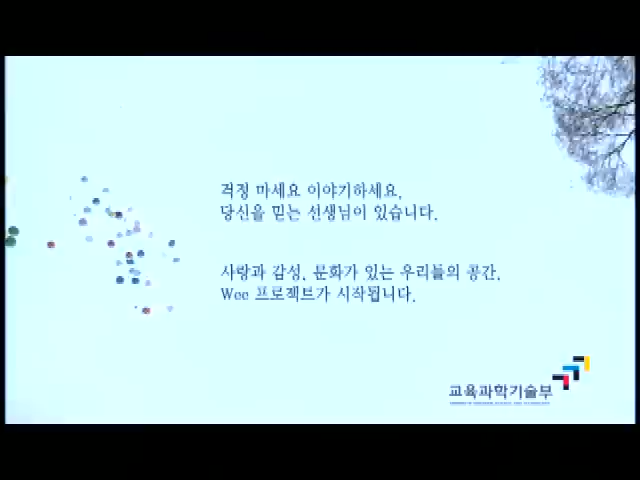 걱정 마세요 이야기하세요,
당신을 믿는 선생님이 있습니다.
사랑과 감성, 문화가 있는 우리들의 공간,
Wee 프로젝트가 시작됩니다.
교육과학기술부